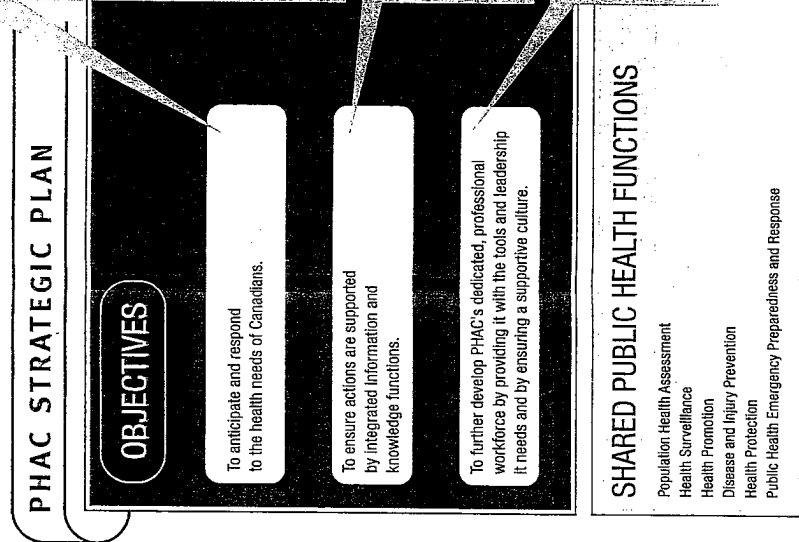 PHAC STRATEGIC PLAN
OBJECTIVES
To anticipate and respond
to the health needs of Canadians.
To ensure actions are supported
by integrated Information and
knowledge functions.
To further develop PHAC's dedicated, professional
workforce by providing it with the tools and leadership
it needs and by ensuring a supportive culture.
SHARED PUBLIC HEALTH FUNCTIONS
Population Health Assessment
Health Surveillance
Health Promotion
Disease and Injury Prevention
Health Protection
Public Health Emergency Preparedness and Response